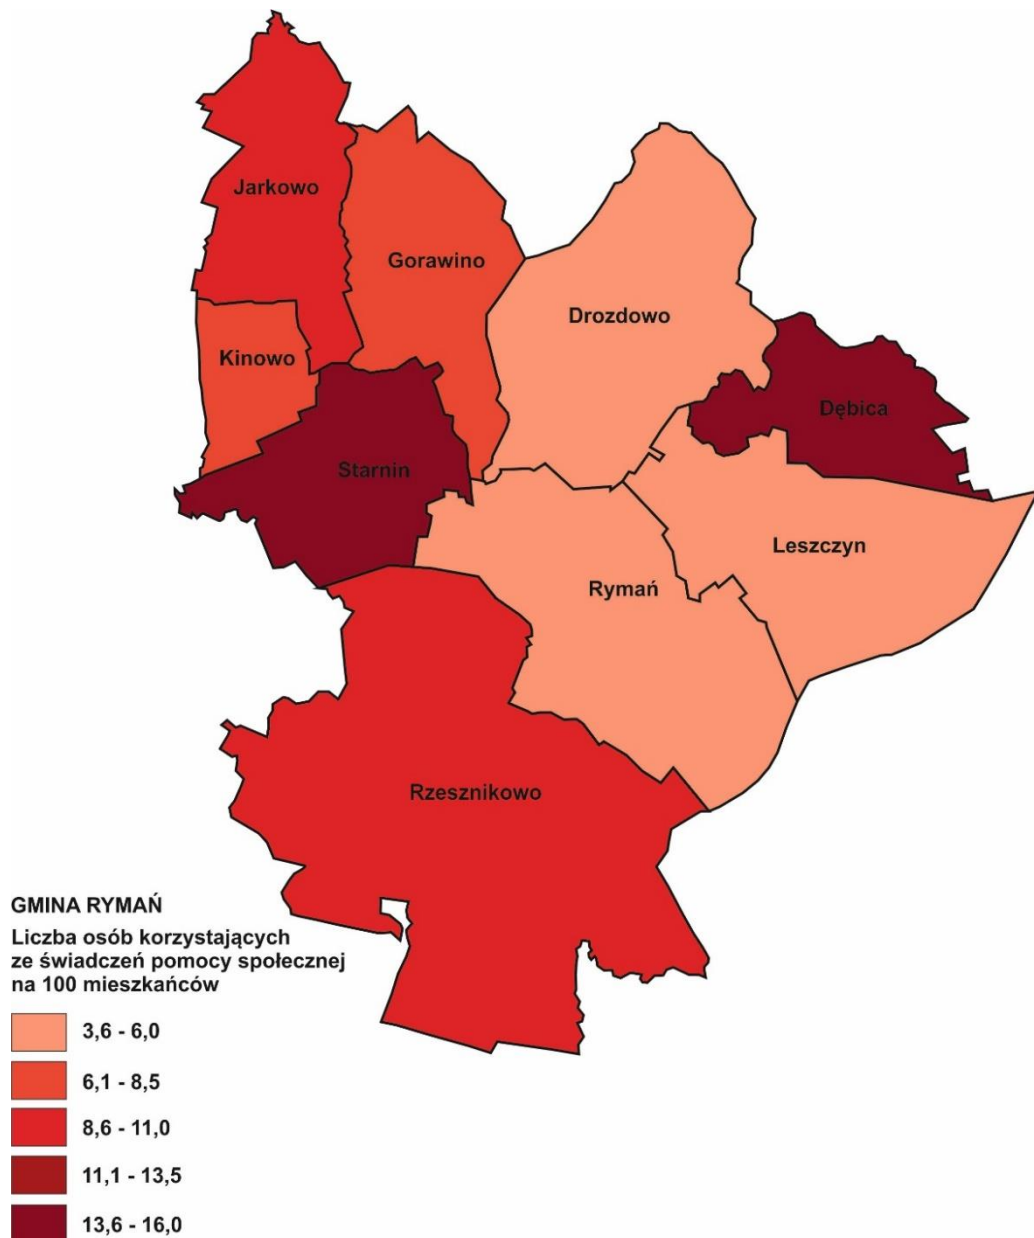 Jarkowo
Gorawino
Drozdowo
Kinowo
Dębica
Starnin
Leszczyn
Rymań
Rzesznikowo
GMINA RYMAŃ
Liczba osób korzystających
ze świadczeń pomocy społecznej
na 100 mieszkańców
3,6 - 6,0
6,1 - 8,5
8,6 - 11,0
11,1 - 13,5
13,6 - 16,0